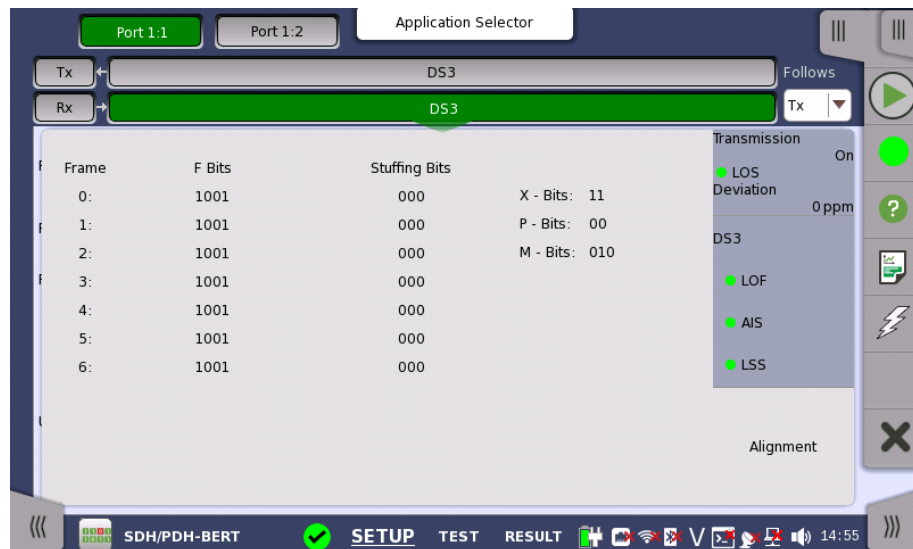 Application Selector
Port 1:1 Port 1:2
Tx DS3 Follows
Rx DS3 Tx
Transmission
On
LOS
Deviation
0 ppm
DS3
LOF
AIS
LSS
Alignment
Frame F Bits Stuffing Bits
0: 1001 000 X - Bits: 11
1: 1001 000 P - Bits: 00
2: 1001 000 M - Bits: 010
3: 1001 000
4: 1001 000
5: 1001 000
6: 1001 000
SDH/PDH-BERT SETUP TEST RESULT V 14:55